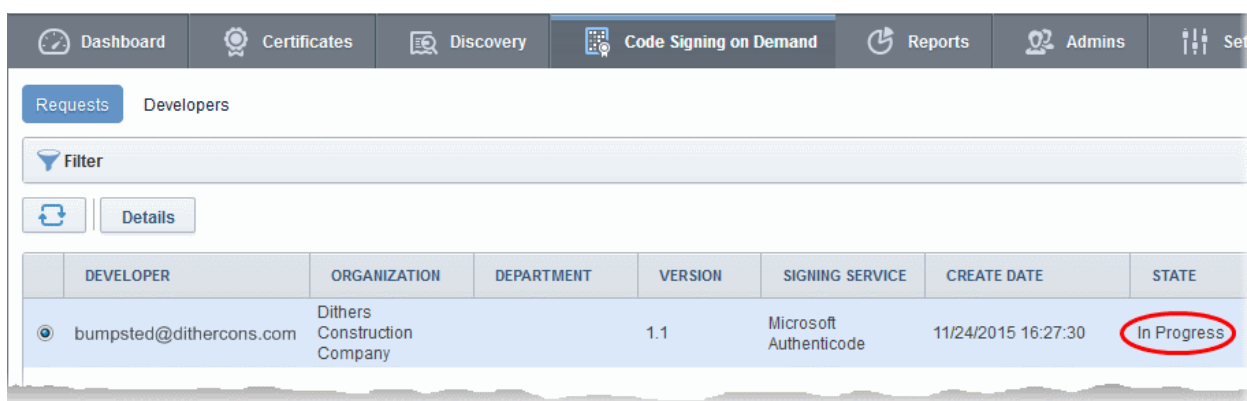 Dashboard Certificates Discovery Code Signing on Demand Reports Admins
Requests Developers
Filter
Details
DEVELOPER ORGANIZATION DEPARTMENT VERSION SIGNING SERVICE CREATE DATE STATE
Dithers
bumpsted@dithercons.com Construction 1.1 Microsoft 11/24/2015 16:27:30 In Progress
Company Authenticode